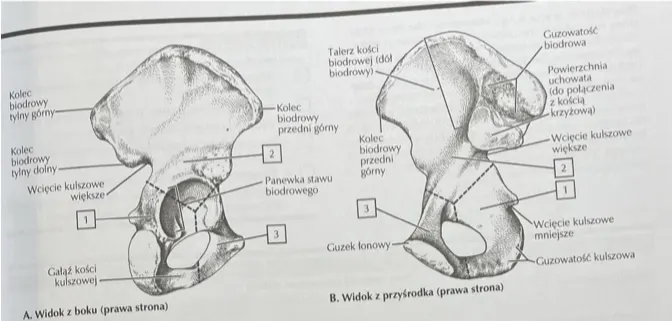 Kolec
biodrowy
tylny górny
Kolec
biodrowy
tylny dolny
Wcięcie kulszowe
większe
1
Gałąź kości
kulszowej
Kolec
biodrowy
przedni górny
2
Panewka stawu
biodrowego
3
A. Widok z boku (prawa strona)
Talerz kości
biodrowej (dół
biodrowy)
Kolec
biodrowy
przedni
górny
3
Guzek łonowy
Guzowatość
biodrowa
Powierzchnia
uchowata
(do połączenia
z kością
krzyżową)
Wcięcie kulszowe
większe
2
1
Wcięcie kulszowe
mniejsze
Guzowatość kulszowa
B. Widok z przyśrodka (prawa strona)